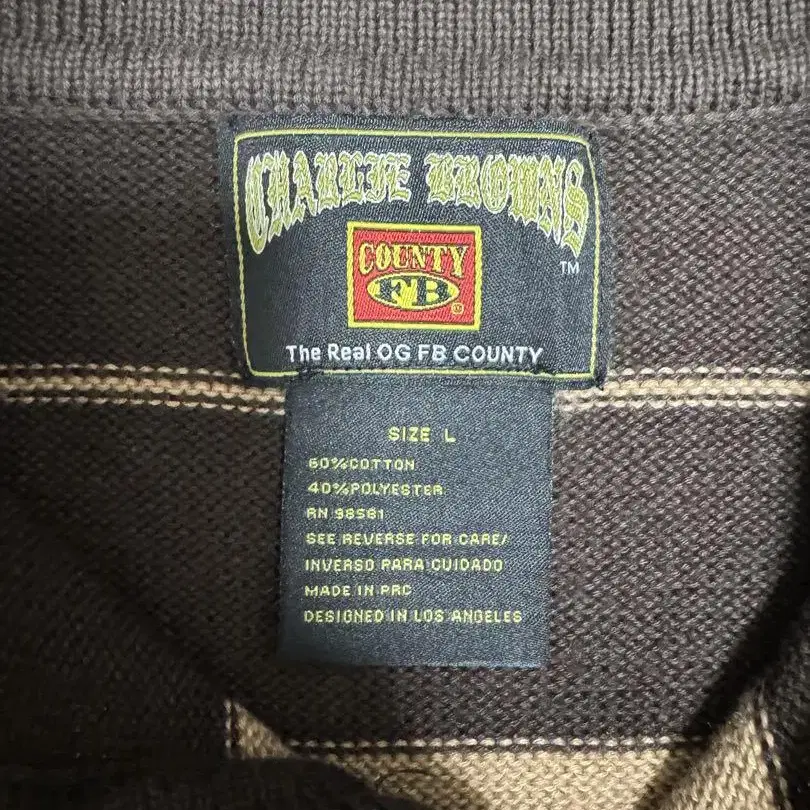 CHARLIE BROWNS
TM
COUNTY
FB
The Real OG FB COUNTY
SIZE L
60%COTTON
40%POLYESTER
RN 98581
SEE REVERSE FOR CARE/
INVERSO PARA CUIDADO
MADE IN PRC
DESIGNED IN LOS ANGELES